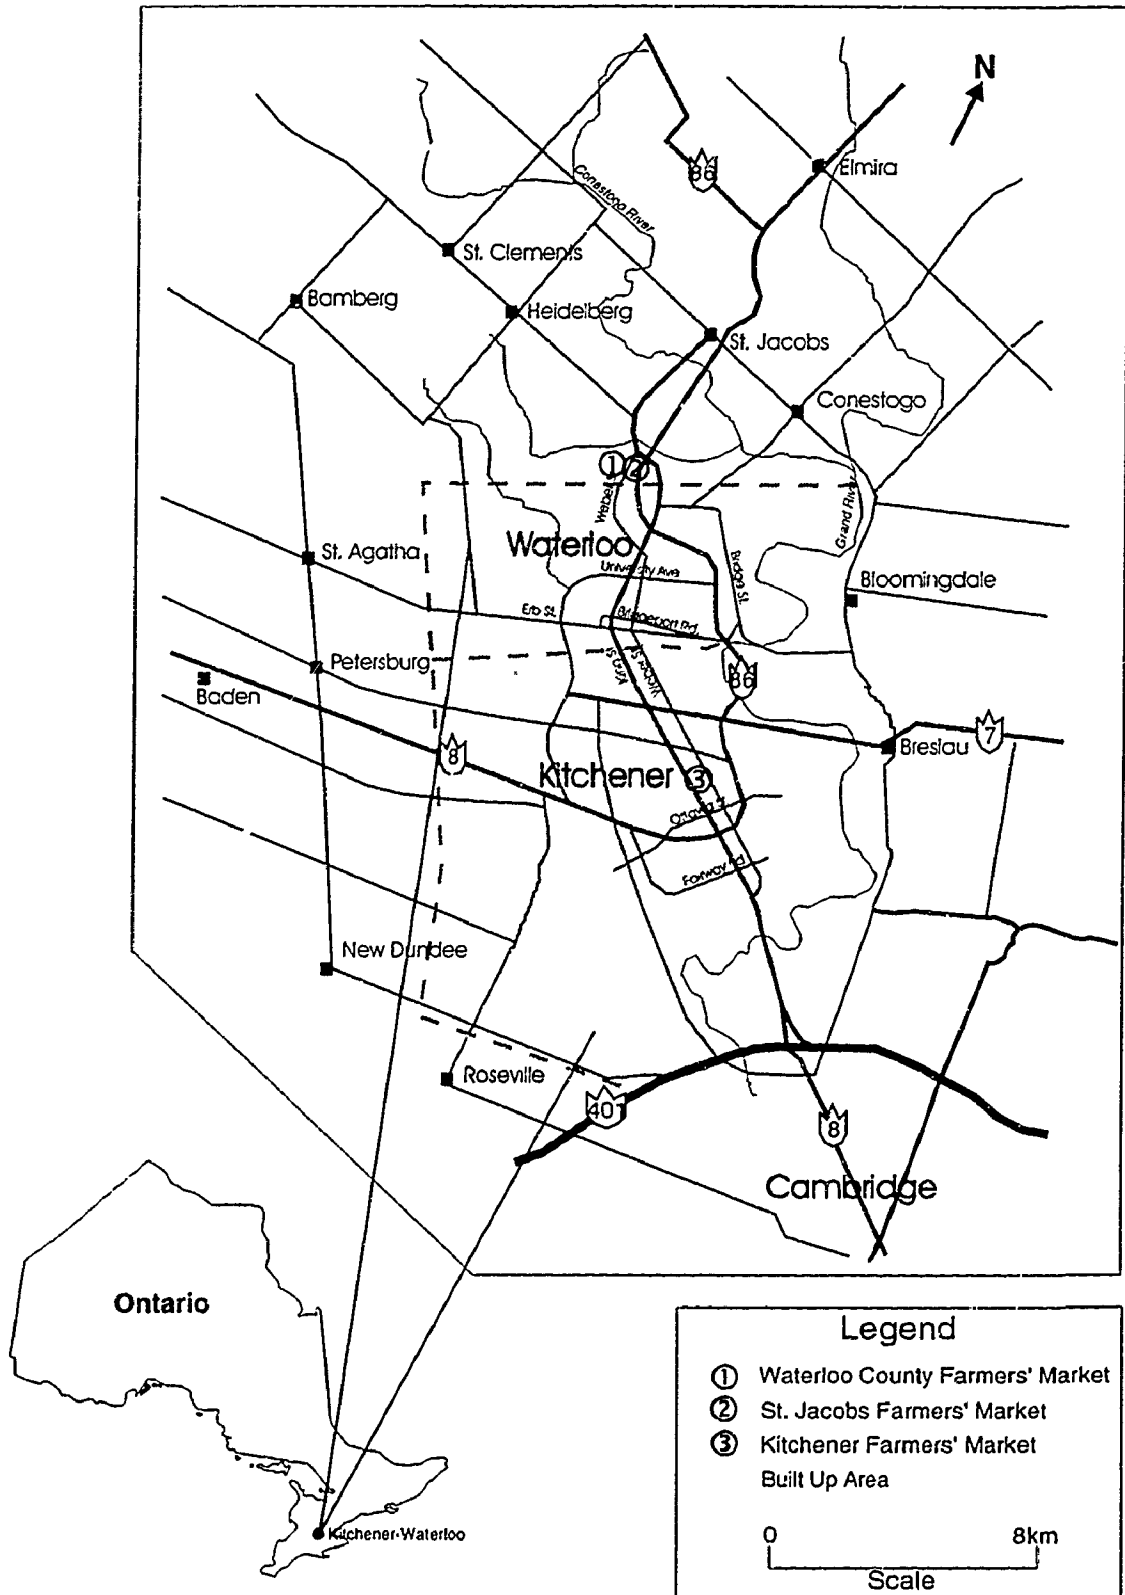 N
86
Elmira
Conestoga River
St. Clements
Bamberg
Heidelberg
St. Jacobs
Conestogo
1
2
Weber
Grand River
Waterloo
St. Agatha
University Ave
Bridge St.
Bloomingdale
Erb St.
Bridgeport Rd.
King St
Weber St
Petersburg
86
Baden
7
Breslau
8
Kitchener
3
Ottawa St
Fairway Rd
New Dundee
Roseville
401
8
Cambridge
Ontario
Kitchener-Waterloo
Legend
1 Waterloo County Farmers' Market
2 St. Jacobs Farmers' Market
3 Kitchener Farmers' Market
Built Up Area
0 8km
Scale